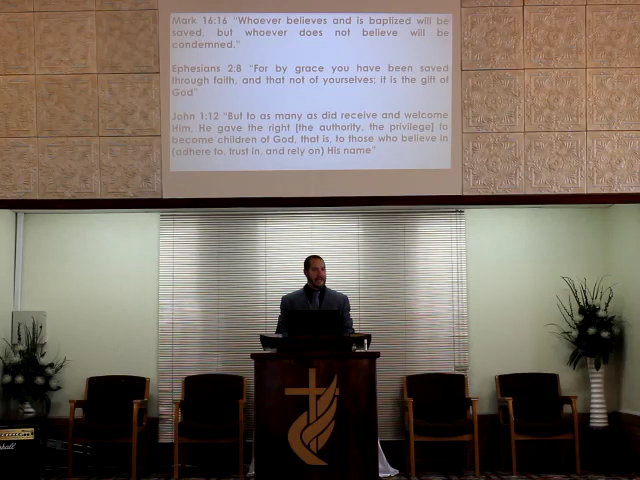 Mark 16:16 "Whoever believes and is baptized will be
saved, but whoever does not believe will be
condemned."
Ephesians 2:8 "For by grace you have been saved
through faith, and that not of yourselves; it is the gift of
God"
John 1:12 "But to as many as did receive and welcome
Him, He gave the right [the authority, the privilege] to
become children of God, that is, to those who believe in
(adhere to, trust in, and rely on) His name"
Marshall